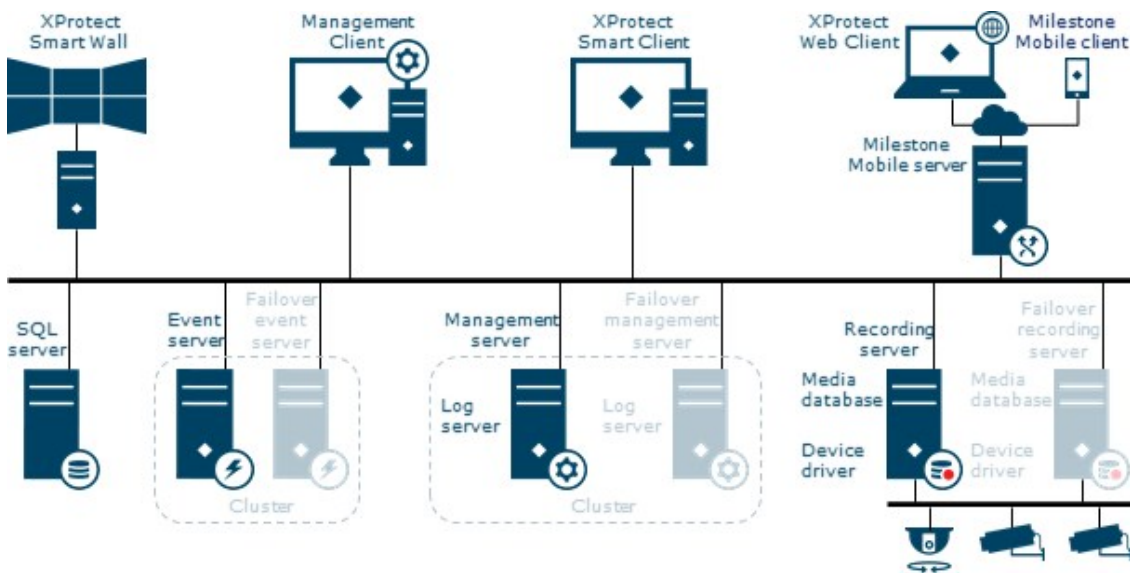 XProtect
Smart Wall
Management
Client
XProtect
Smart Client
XProtect
Web Client
Milestone
Mobile client
Milestone
Mobile server
SQL
server
Event
server
Failover
event
server
Cluster
Management
server
Log
server
Failover
management
server
Log
server
Cluster
Recording
server
Media
database
Device
driver
Failover
recording
server
Media
database
Device
driver